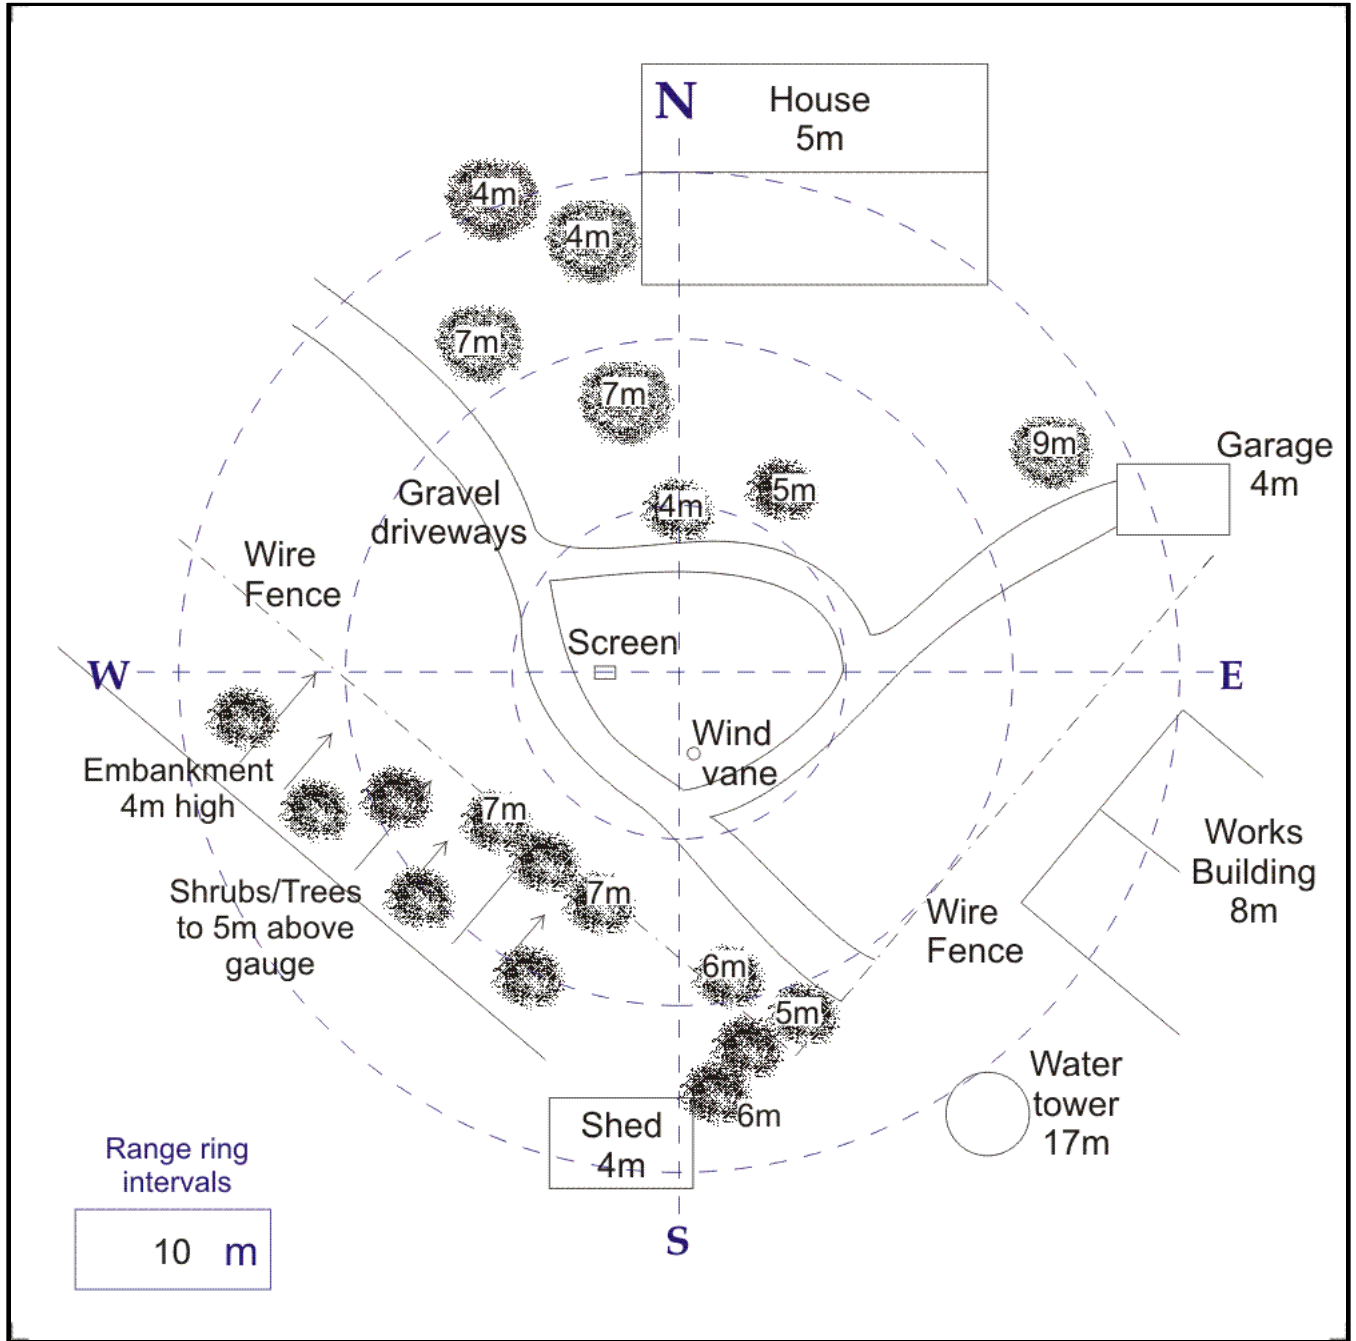 N
House
5m
4m
4m
7m
7m
9m
Garage
4m
4m
5m
Gravel
driveways
Wire
Fence
Screen
W
E
Wind
vane
Embankment
4m high
7m
Works
Building
8m
Shrubs/Trees
to 5m above
gauge
7m
Wire
Fence
6m
5m
Water
tower
17m
6m
Shed
4m
Range ring
intervals
S
10 m